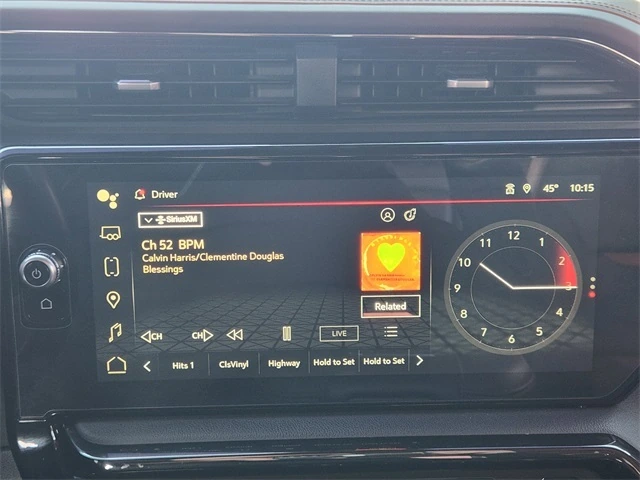 Driver
45° 10:15
SiriusXM
Ch 52 BPM
Calvin Harris/Clementine Douglas
Blessings
Related
12
1
2
3
4
5
6
7
8
9
10
11
CH CH LIVE
Hits 1 ClsVinyl Highway Hold to Set Hold to Set